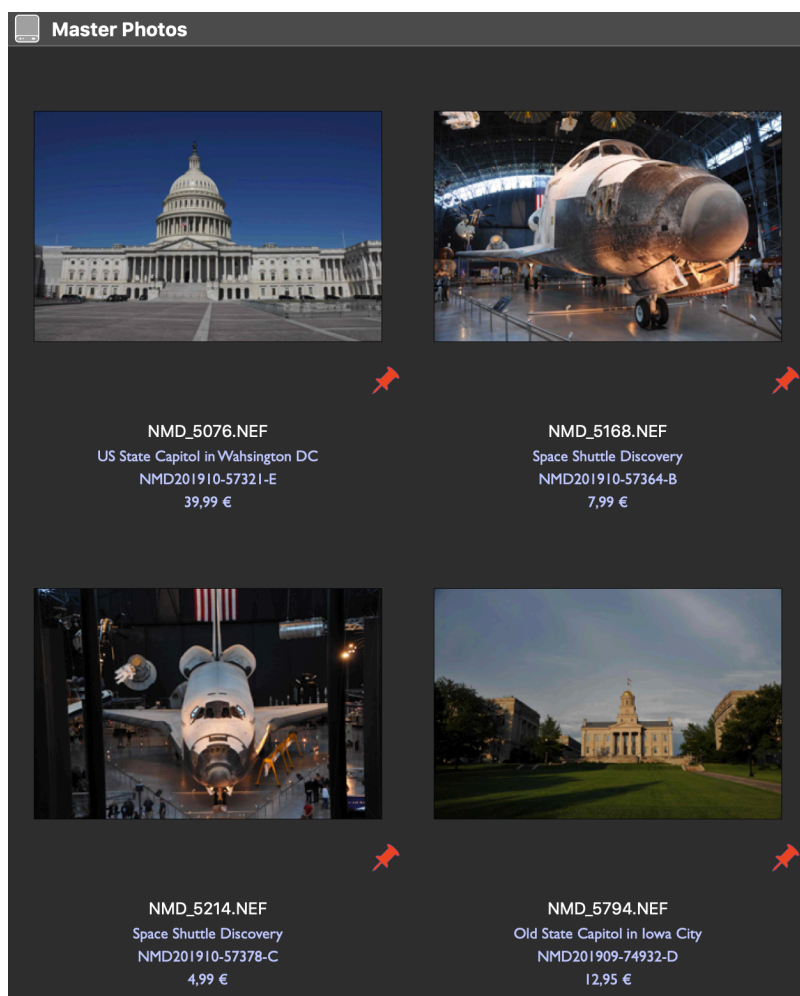 Master Photos
NMD_5076.NEF
US State Capitol in Wahsington DC
NMD201910-57321-E
39,99 €
NMD_5168.NEF
Space Shuttle Discovery
NMD201910-57364-B
7,99 €
NMD_5214.NEF
Space Shuttle Discovery
NMD201910-57378-C
4,99 €
NMD_5794.NEF
Old State Capitol in Iowa City
NMD201909-74932-D
12,95 €